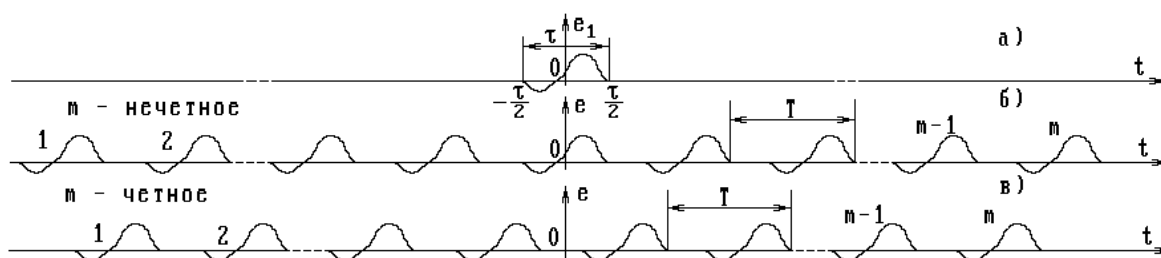 τ e₁ а)
0 t
-τ/2 τ/2
m - нечетное e T б)
1 2 0 m-1 m t
m - четное e T в)
1 2 0 m-1 m t